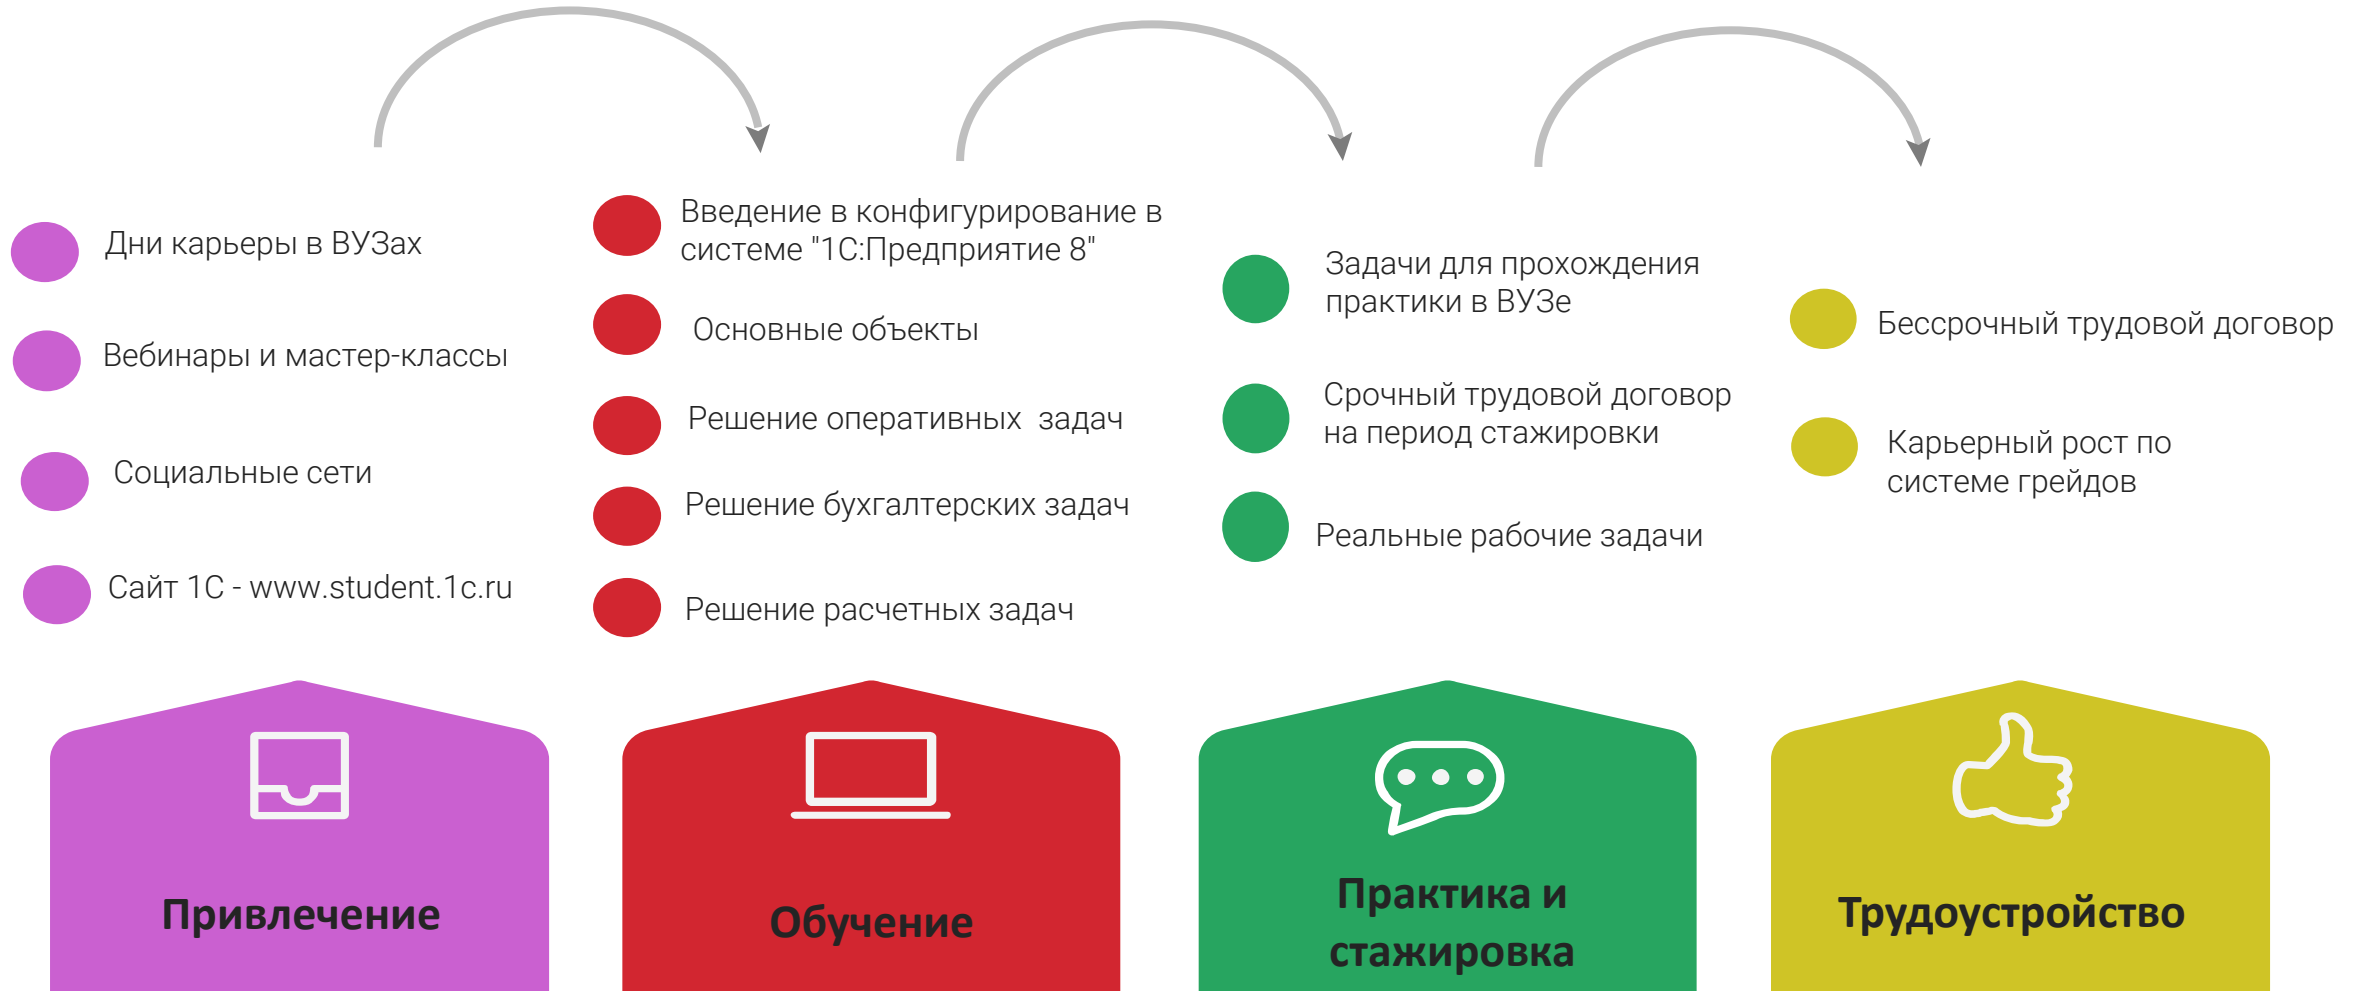 Дни карьеры в ВУЗах
Вебинары и мастер-классы
Социальные сети
Сайт 1С - www.student.1c.ru
Введение в конфигурирование в
системе "1С:Предприятие 8"
Основные объекты
Решение оперативных  задач
Решение бухгалтерских задач
Решение расчетных задач
Задачи для прохождения
практики в ВУЗе
Срочный трудовой договор
на период стажировки
Реальные рабочие задачи
Бессрочный трудовой договор
Карьерный рост по
системе грейдов
Привлечение
Обучение
Практика и
стажировка
Трудоустройство